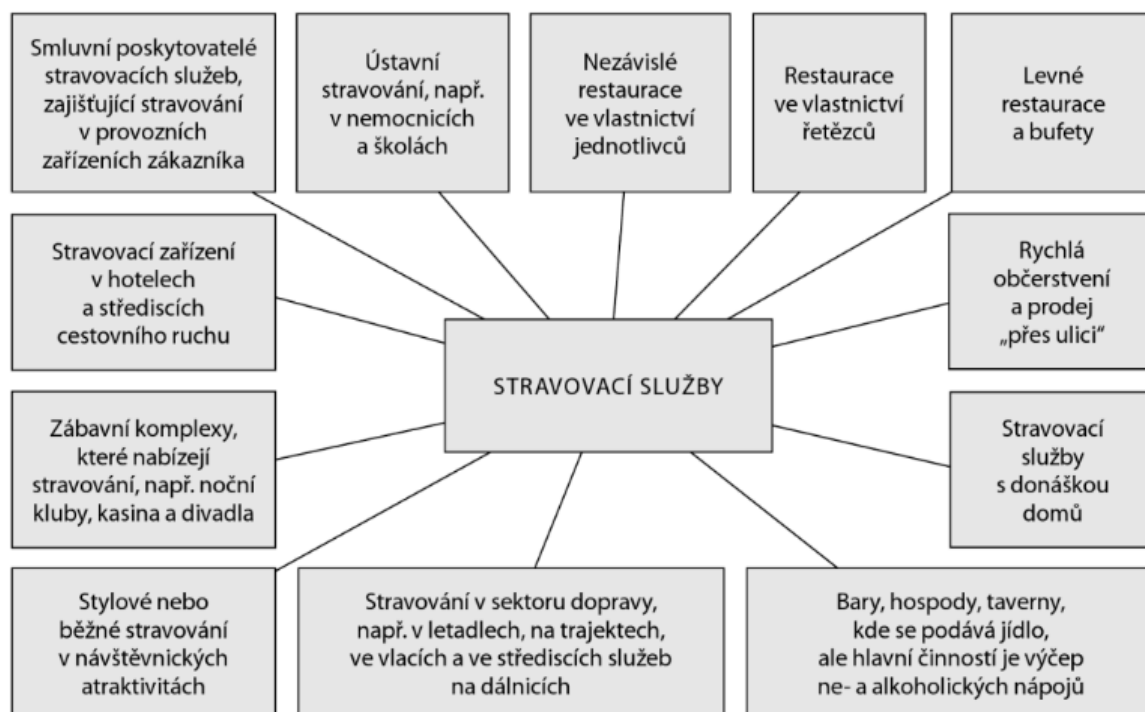 Smluvní poskytovatelé
stravovacích služeb,
zajišťující stravování
v provozních
zařízeních zákazníka
Ústavní
stravování, např.
v nemocnicích
a školách
Nezávislé
restaurace
ve vlastnictví
jednotlivců
Restaurace
ve vlastnictví
řetězců
Levné
restaurace
a bufety
Stravovací zařízení
v hotelech
a střediscích
cestovního ruchu
Rychlá
občerstvení
a prodej
„přes ulici“
STRAVOVACÍ SLUŽBY
Zábavní komplexy,
které nabízejí
stravování, např. noční
kluby, kasina a divadla
Stravovací
služby
s donáškou
domů
Stylové nebo
běžné stravování
v návštěvnických
atraktivitách
Stravování v sektoru dopravy,
např. v letadlech, na trajektech,
ve vlacích a ve střediscích služeb
na dálnicích
Bary, hospody, taverny,
kde se podává jídlo,
ale hlavní činností je výčep
ne- a alkoholických nápojů